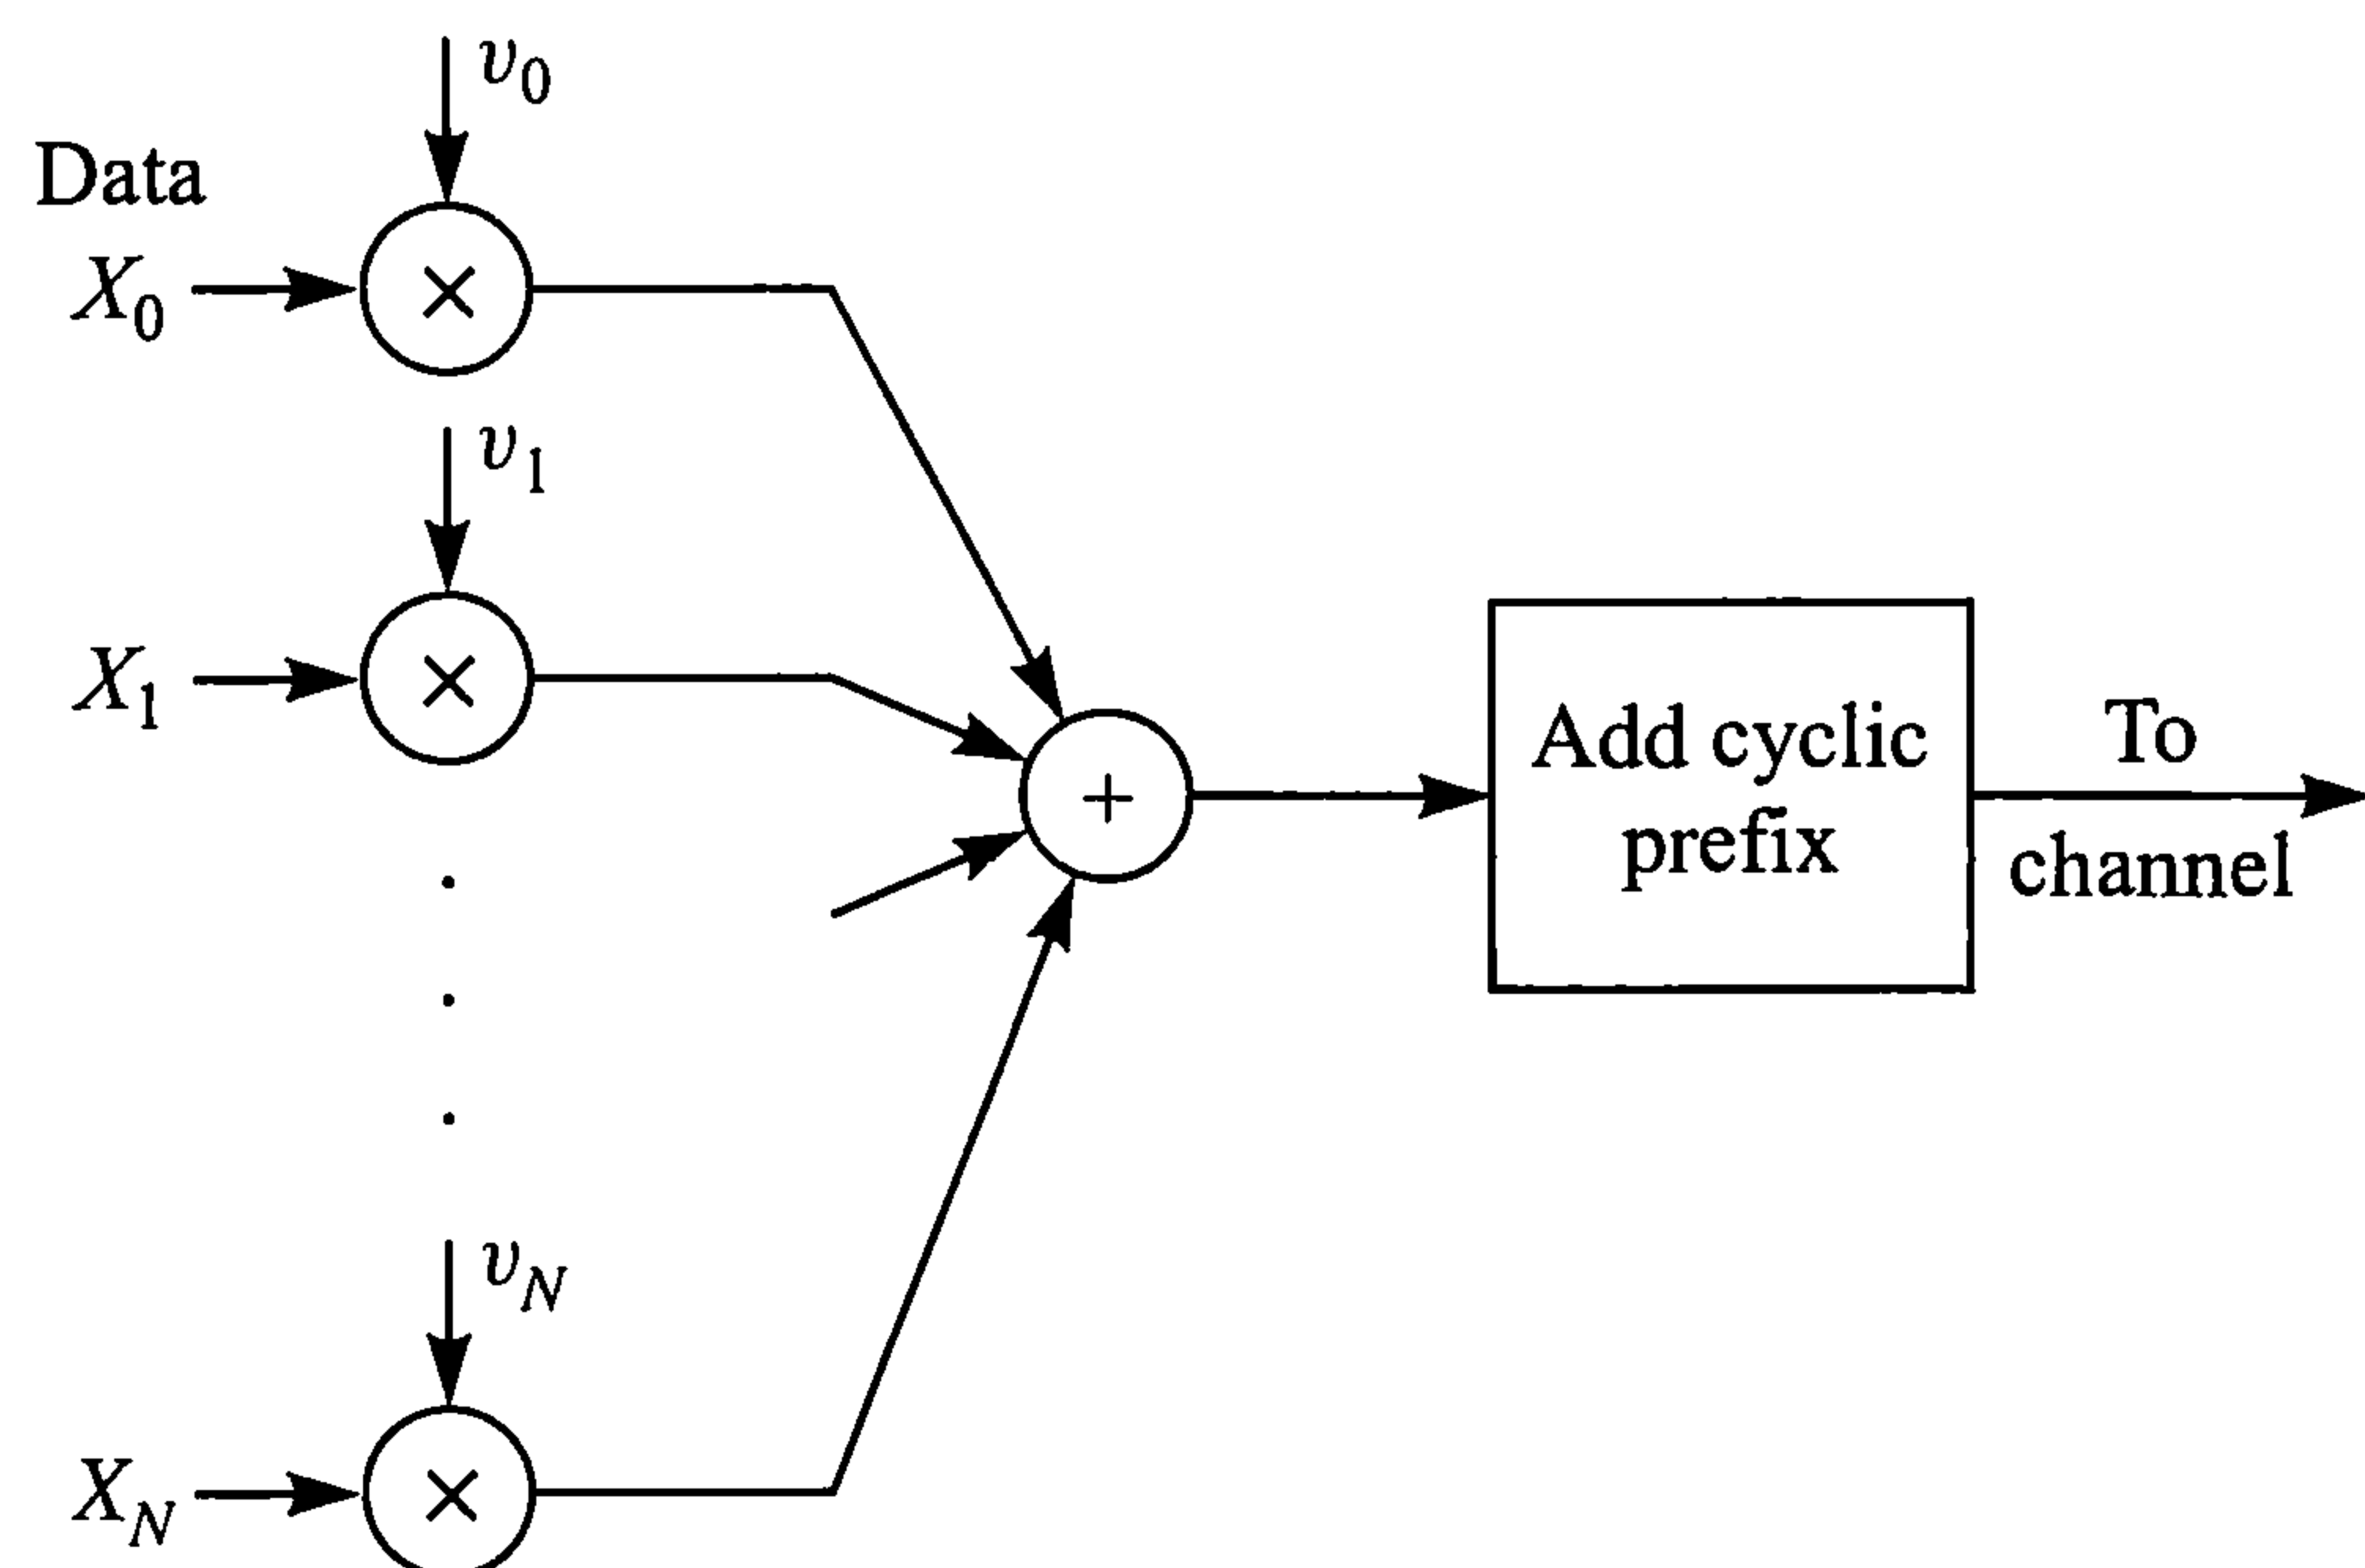 v0
Data
X0
v1
X1
Add cyclic
prefix
To
channel
vN
XN